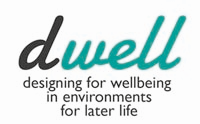 dwell
designing for wellbeing
in environments
for later life